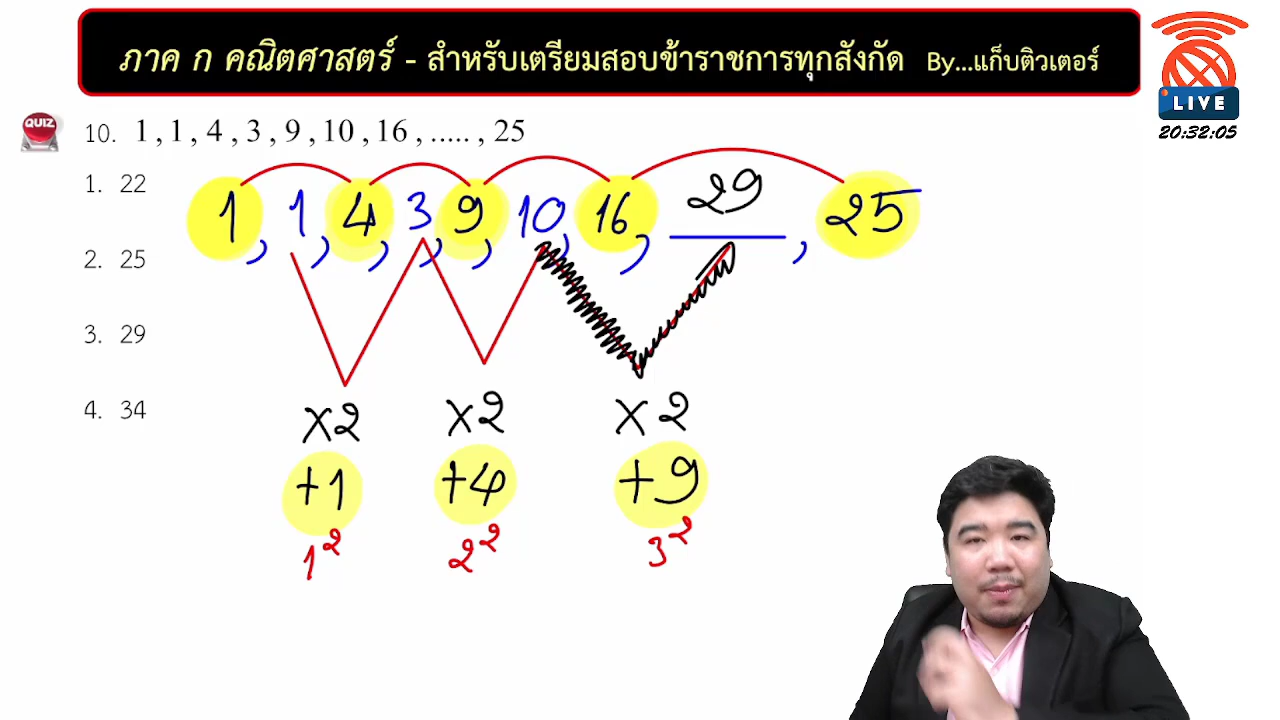 ภาค ก คณิตศาสตร์ - สำหรับเตรียมสอบข้าราชการทุกสังกัด By...แก็บติวเตอร์
LIVE
20:32:05
QUIZ
10. 1 , 1 , 4 , 3 , 9 , 10 , 16 , ..... , 25
1. 22
1, 1, 4, 3, 9, 10, 16, 29, 25
2. 25
3. 29
4. 34
×2 ×2 ×2
+1 +4 +9
1² 2² 3²